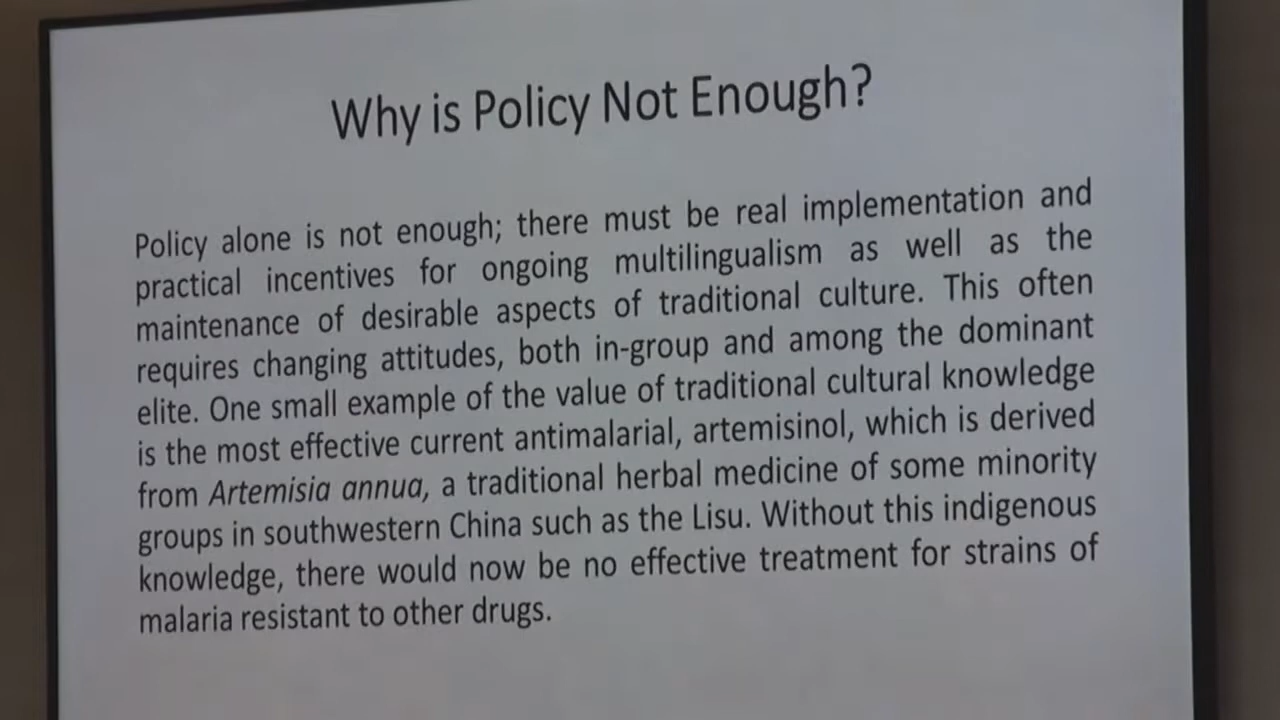 Why is Policy Not Enough?
Policy alone is not enough; there must be real implementation and
practical incentives for ongoing multilingualism as well as the
maintenance of desirable aspects of traditional culture. This often
requires changing attitudes, both in-group and among the dominant
elite. One small example of the value of traditional cultural knowledge
is the most effective current antimalarial, artemisinol, which is derived
from Artemisia annua, a traditional herbal medicine of some minority
groups in southwestern China such as the Lisu. Without this indigenous
knowledge, there would now be no effective treatment for strains of
malaria resistant to other drugs.